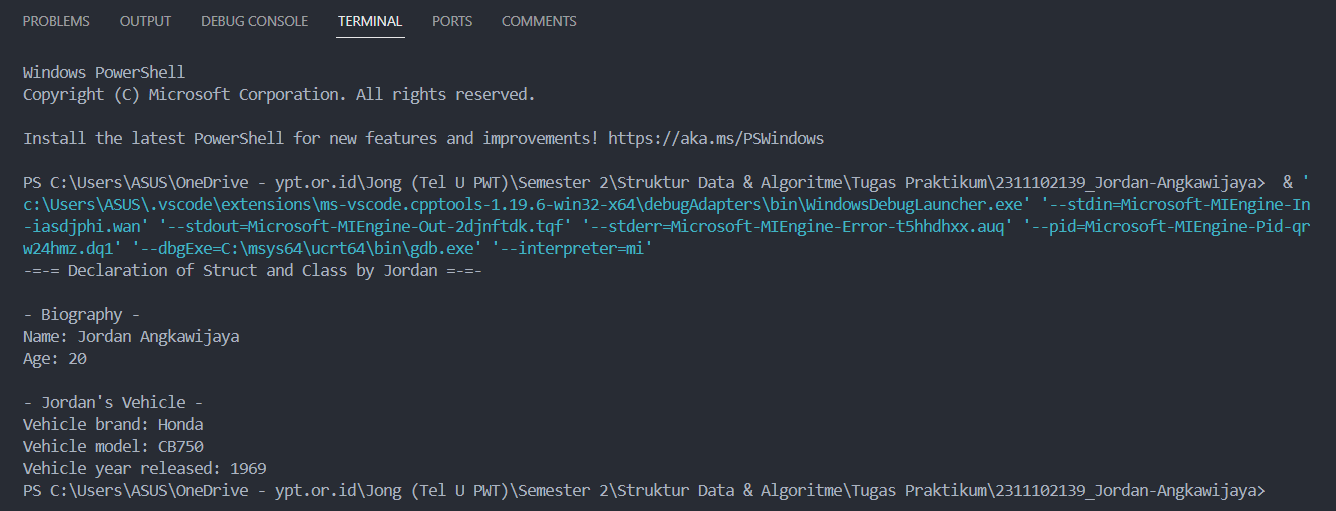 PROBLEMS OUTPUT DEBUG CONSOLE TERMINAL PORTS COMMENTS
Windows PowerShell
Copyright (C) Microsoft Corporation. All rights reserved.
Install the latest PowerShell for new features and improvements! https://aka.ms/PSWindows
PS C:\Users\ASUS\OneDrive - ypt.or.id\Jong (Tel U PWT)\Semester 2\Struktur Data & Algoritme\Tugas Praktikum\2311102139_Jordan-Angkawijaya>  & '
c:\Users\ASUS\.vscode\extensions\ms-vscode.cpptools-1.19.6-win32-x64\debugAdapters\bin\WindowsDebugLauncher.exe' '--stdin=Microsoft-MIEngine-In
-iasdjphi.wan' '--stdout=Microsoft-MIEngine-Out-2djnftdk.tqf' '--stderr=Microsoft-MIEngine-Error-t5hhdhxx.auq' '--pid=Microsoft-MIEngine-Pid-qr
w24hmz.dq1' '--dbgExe=C:\msys64\ucrt64\bin\gdb.exe' '--interpreter=mi'
-=-= Declaration of Struct and Class by Jordan =-=-
- Biography -
Name: Jordan Angkawijaya
Age: 20
- Jordan's Vehicle -
Vehicle brand: Honda
Vehicle model: CB750
Vehicle year released: 1969
PS C:\Users\ASUS\OneDrive - ypt.or.id\Jong (Tel U PWT)\Semester 2\Struktur Data & Algoritme\Tugas Praktikum\2311102139_Jordan-Angkawijaya>